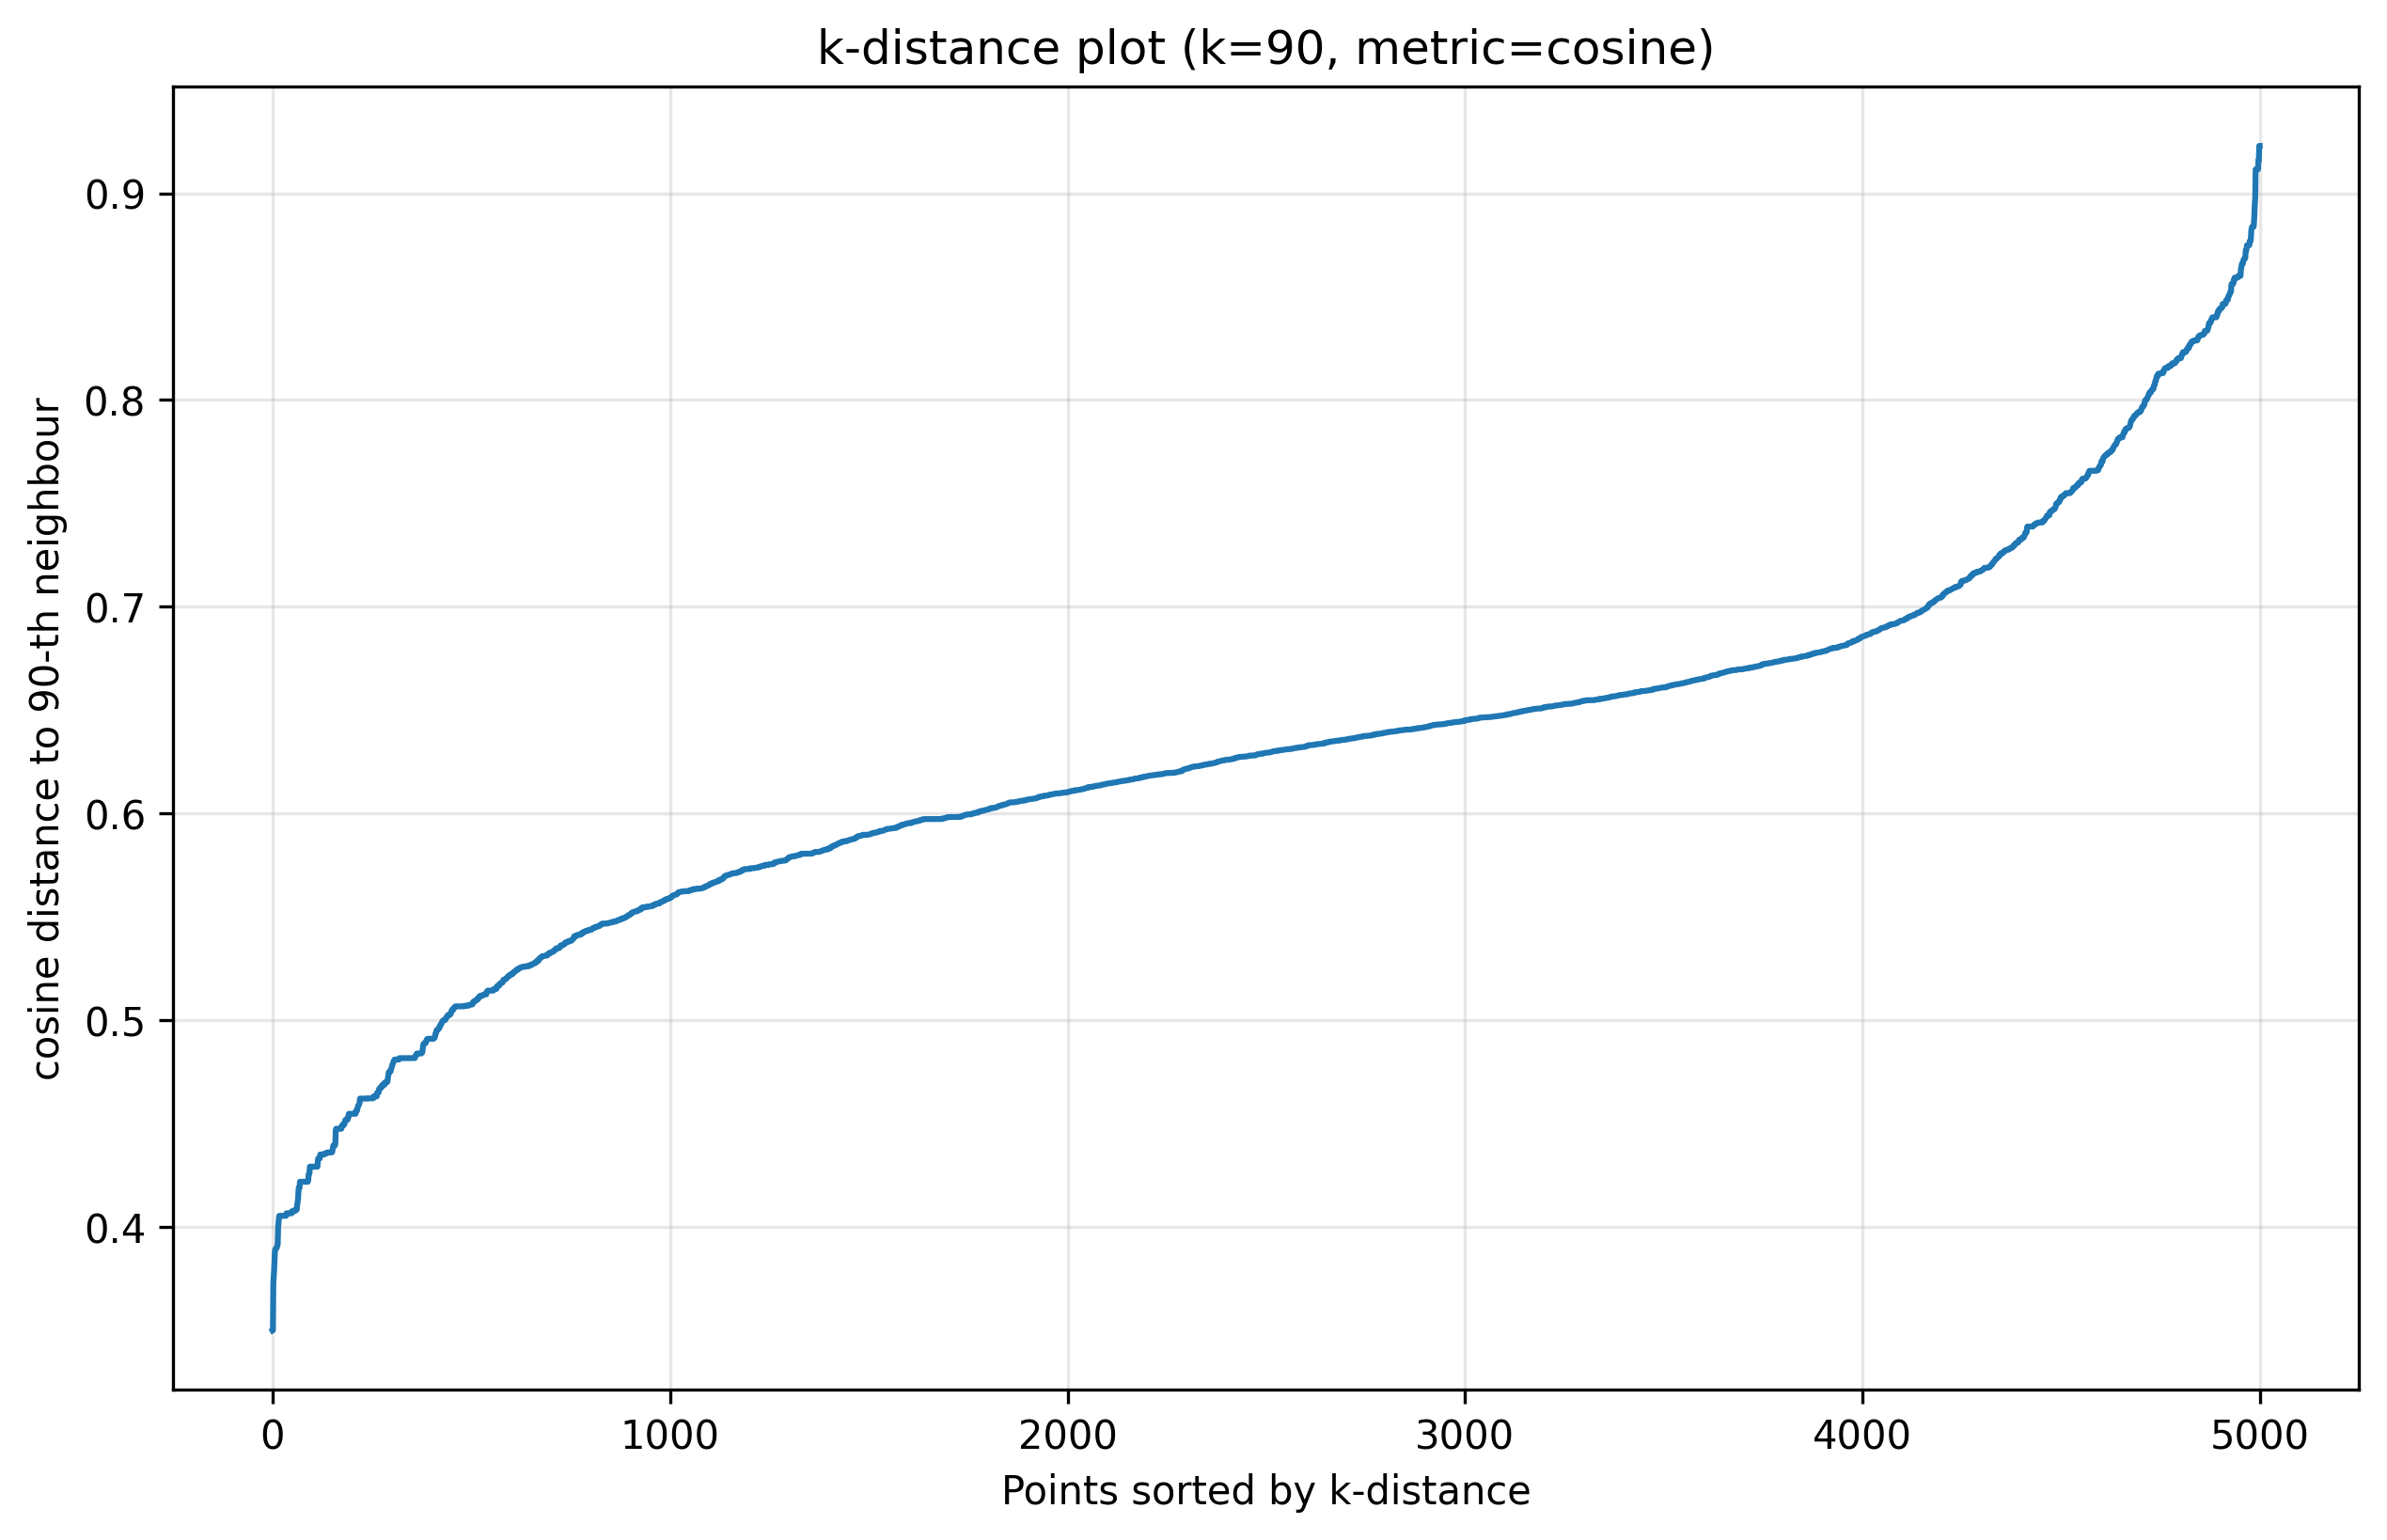 k-distance plot (k=90, metric=cosine)
cosine distance to 90-th neighbour
0.9
0.8
0.7
0.6
0.5
0.4
0 1000 2000 3000 4000 5000
Points sorted by k-distance